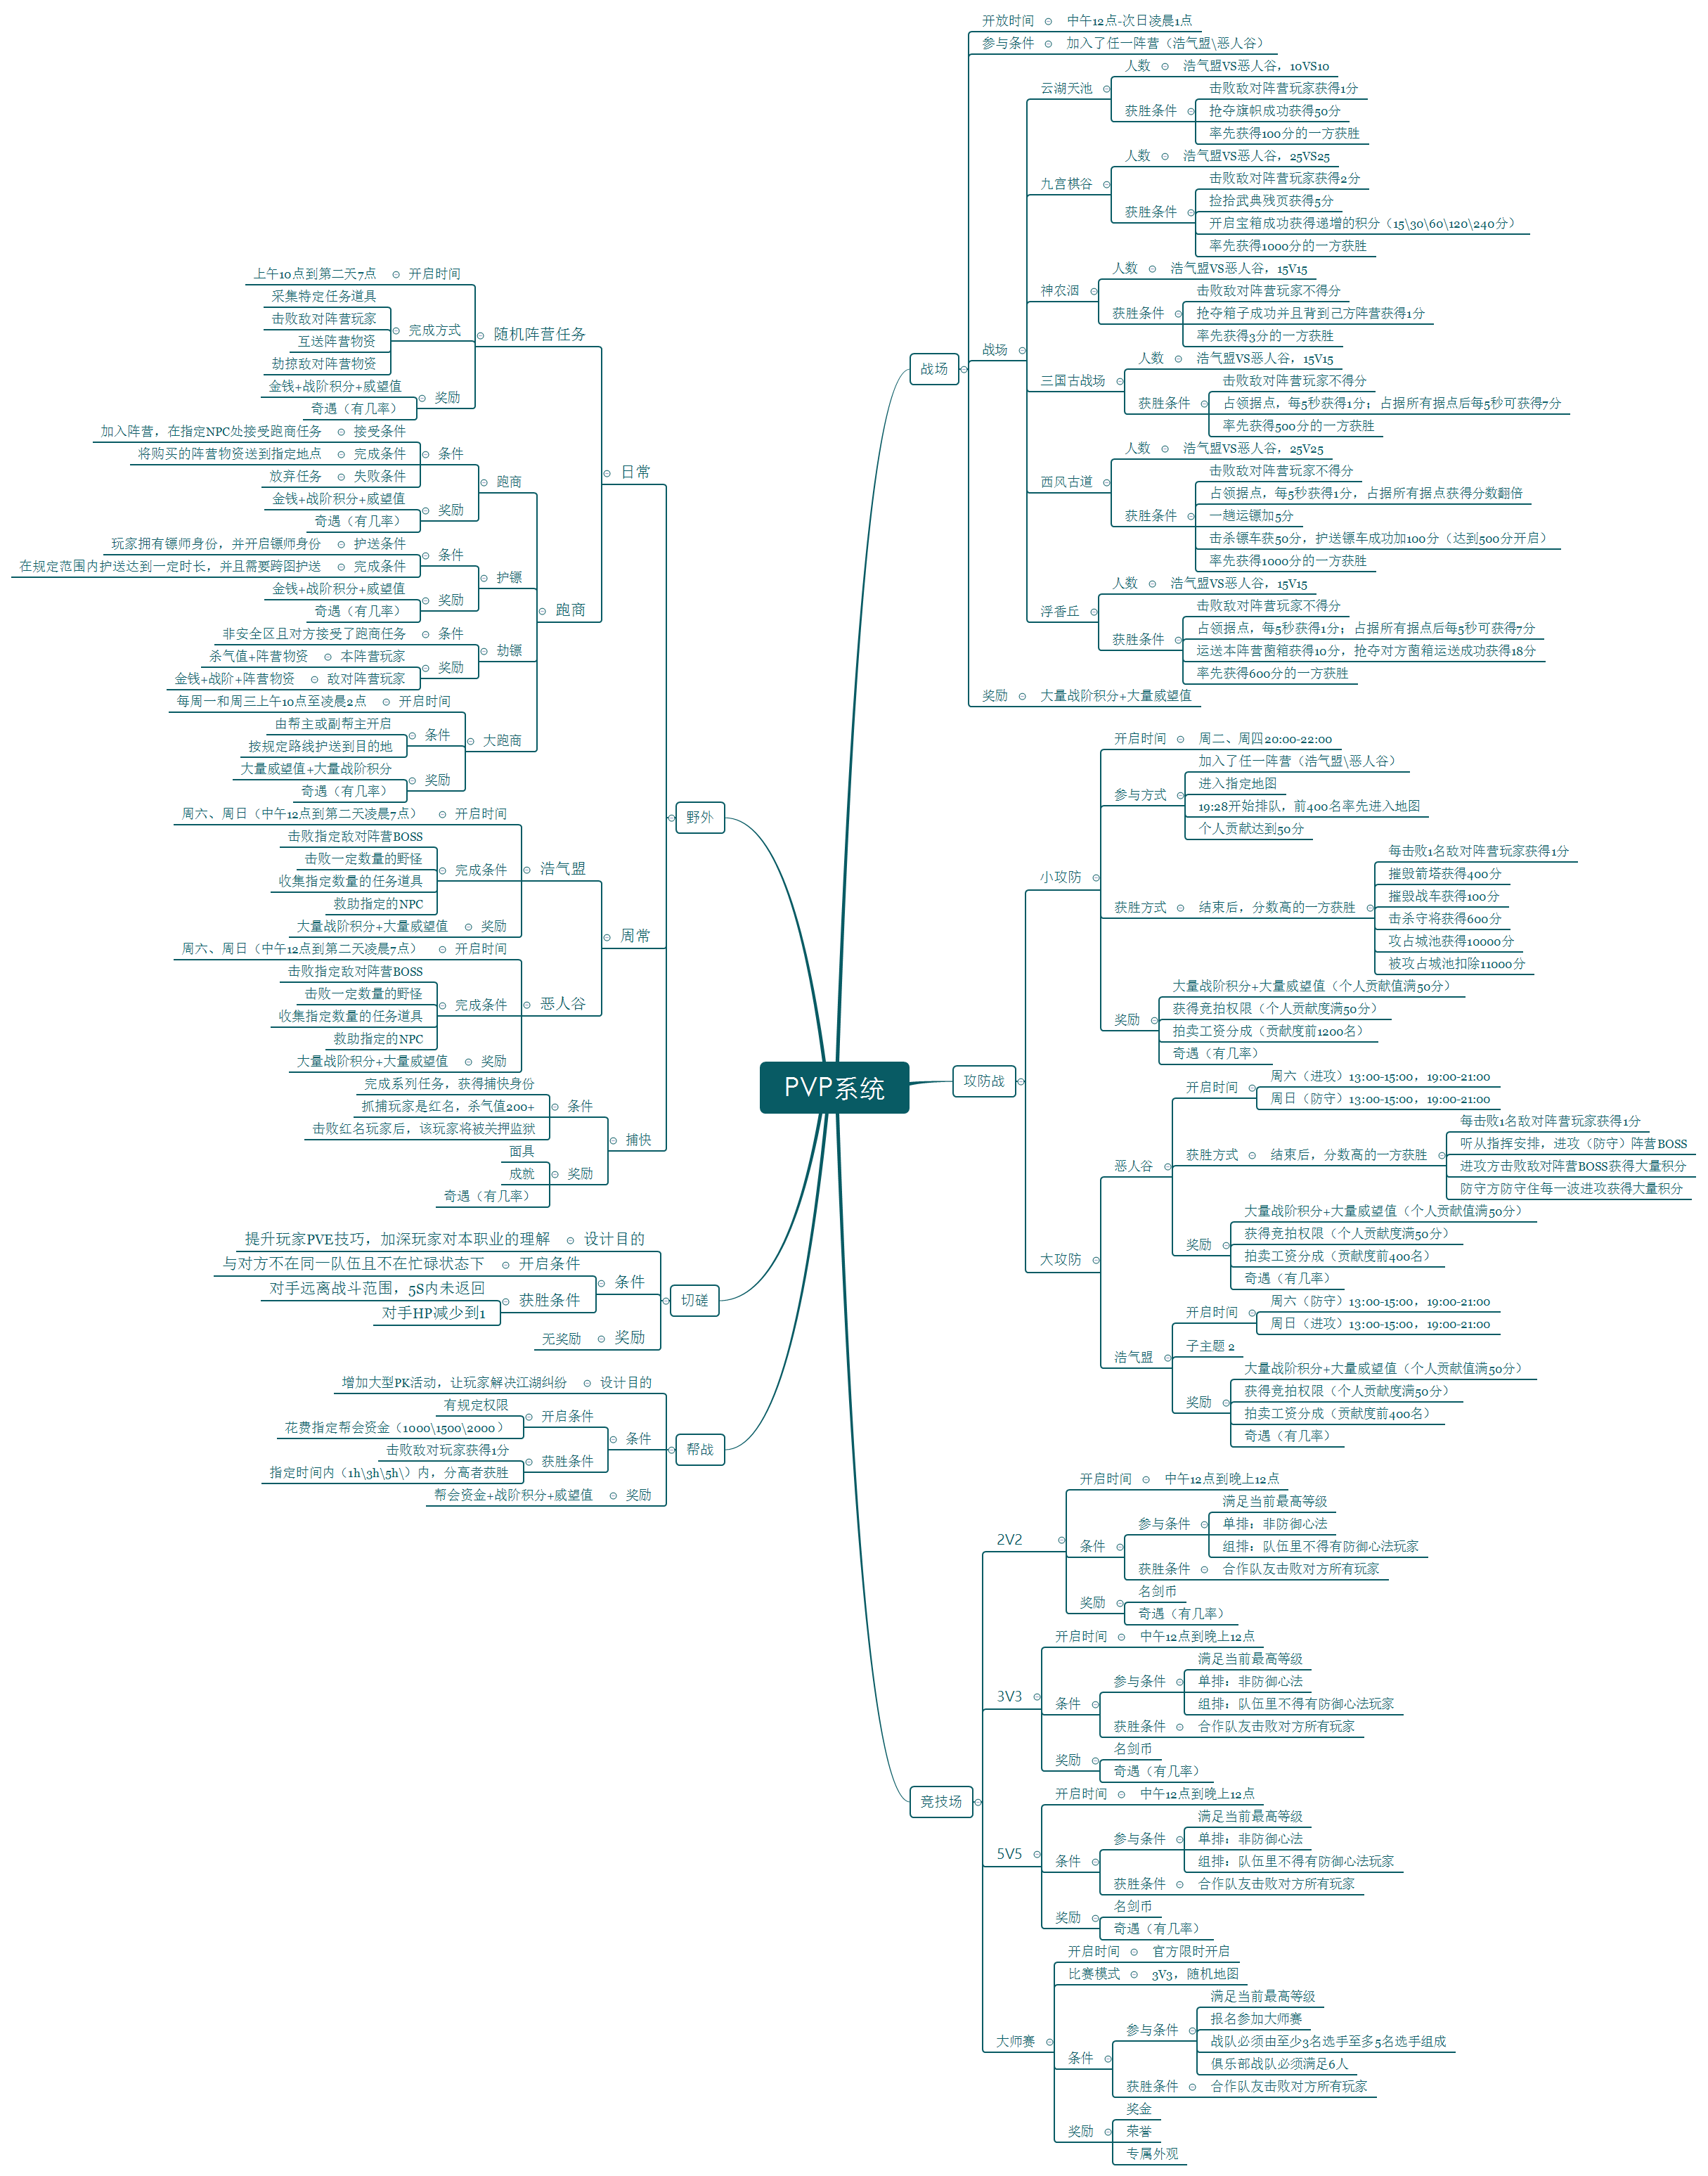 PVP系统
战场
开放时间
中午12点-次日凌晨1点
参与条件
加入了任一阵营（浩气盟\恶人谷）
战场
云湖天池
人数
浩气盟VS恶人谷，10VS10
获胜条件
击败敌对阵营玩家获得1分
抢夺旗帜成功获得50分
率先获得100分的一方获胜
九宫棋谷
人数
浩气盟VS恶人谷，25VS25
获胜条件
击败敌对阵营玩家获得2分
捡拾武典残页获得5分
开启宝箱成功获得递增的积分（15\30\60\120\240分）
率先获得1000分的一方获胜
神农洇
人数
浩气盟VS恶人谷，15V15
获胜条件
击败敌对阵营玩家不得分
抢夺箱子成功并且背到己方阵营获得1分
率先获得3分的一方获胜
三国古战场
人数
浩气盟VS恶人谷，15V15
获胜条件
击败敌对阵营玩家不得分
占领据点，每5秒获得1分；占据所有据点后每5秒可获得7分
率先获得500分的一方获胜
西风古道
人数
浩气盟VS恶人谷，25V25
获胜条件
击败敌对阵营玩家不得分
占领据点，每5秒获得1分，占据所有据点获得分数翻倍
一趟运镖加5分
击杀镖车获50分，护送镖车成功加100分（达到500分开启）
率先获得1000分的一方获胜
浮香丘
人数
浩气盟VS恶人谷，15V15
获胜条件
击败敌对阵营玩家不得分
占领据点，每5秒获得1分；占据所有据点后每5秒可获得7分
运送本阵营菌箱获得10分，抢夺对方菌箱运送成功获得18分
率先获得600分的一方获胜
奖励
大量战阶积分+大量威望值
攻防战
小攻防
开启时间
周二、周四20:00-22:00
参与方式
加入了任一阵营（浩气盟\恶人谷）
进入指定地图
19:28开始排队，前400名率先进入地图
个人贡献达到50分
获胜方式
结束后，分数高的一方获胜
每击败1名敌对阵营玩家获得1分
摧毁箭塔获得400分
摧毁战车获得100分
击杀守将获得600分
攻占城池获得10000分
被攻占城池扣除11000分
奖励
大量战阶积分+大量威望值（个人贡献值满50分）
获得竞拍权限（个人贡献度满50分）
拍卖工资分成（贡献度前1200名）
奇遇（有几率）
大攻防
恶人谷
开启时间
周六（进攻）13:00-15:00，19:00-21:00
周日（防守）13:00-15:00，19:00-21:00
获胜方式
结束后，分数高的一方获胜
每击败1名敌对阵营玩家获得1分
听从指挥安排，进攻（防守）阵营BOSS
进攻方击败敌对阵营BOSS获得大量积分
防守方防守住每一波进攻获得大量积分
奖励
大量战阶积分+大量威望值（个人贡献值满50分）
获得竞拍权限（个人贡献度满50分）
拍卖工资分成（贡献度前400名）
奇遇（有几率）
浩气盟
开启时间
周六（防守）13:00-15:00，19:00-21:00
周日（进攻）13:00-15:00，19:00-21:00
子主题 2
奖励
大量战阶积分+大量威望值（个人贡献值满50分）
获得竞拍权限（个人贡献度满50分）
拍卖工资分成（贡献度前400名）
奇遇（有几率）
竞技场
2V2
开启时间
中午12点到晚上12点
条件
参与条件
满足当前最高等级
单排：非防御心法
组排：队伍里不得有防御心法玩家
获胜条件
合作队友击败对方所有玩家
奖励
名剑币
奇遇（有几率）
3V3
开启时间
中午12点到晚上12点
条件
参与条件
满足当前最高等级
单排：非防御心法
组排：队伍里不得有防御心法玩家
获胜条件
合作队友击败对方所有玩家
奖励
名剑币
奇遇（有几率）
5V5
开启时间
中午12点到晚上12点
条件
参与条件
满足当前最高等级
单排：非防御心法
组排：队伍里不得有防御心法玩家
获胜条件
合作队友击败对方所有玩家
奖励
名剑币
奇遇（有几率）
大师赛
开启时间
官方限时开启
比赛模式
3V3，随机地图
条件
参与条件
满足当前最高等级
报名参加大师赛
战队必须由至少3名选手至多5名选手组成
俱乐部战队必须满足6人
获胜条件
合作队友击败对方所有玩家
奖励
奖金
荣誉
专属外观
野外
日常
随机阵营任务
开启时间
上午10点到第二天7点
完成方式
采集特定任务道具
击败敌对阵营玩家
互送阵营物资
劫掠敌对阵营物资
奖励
金钱+战阶积分+威望值
奇遇（有几率）
跑商
跑商
条件
接受条件
加入阵营，在指定NPC处接受跑商任务
完成条件
将购买的阵营物资送到指定地点
失败条件
放弃任务
奖励
金钱+战阶积分+威望值
奇遇（有几率）
护镖
条件
护送条件
玩家拥有镖师身份，并开启镖师身份
完成条件
在规定范围内护送达到一定时长，并且需要跨图护送
奖励
金钱+战阶积分+威望值
奇遇（有几率）
劫镖
条件
非安全区且对方接受了跑商任务
奖励
本阵营玩家
杀气值+阵营物资
敌对阵营玩家
金钱+战阶+阵营物资
大跑商
开启时间
每周一和周三上午10点至凌晨2点
条件
由帮主或副帮主开启
按规定路线护送到目的地
奖励
大量威望值+大量战阶积分
奇遇（有几率）
周常
浩气盟
开启时间
周六、周日（中午12点到第二天凌晨7点）
完成条件
击败指定敌对阵营BOSS
击败一定数量的野怪
收集指定数量的任务道具
救助指定的NPC
奖励
大量战阶积分+大量威望值
恶人谷
开启时间
周六、周日（中午12点到第二天凌晨7点）
完成条件
击败指定敌对阵营BOSS
击败一定数量的野怪
收集指定数量的任务道具
救助指定的NPC
奖励
大量战阶积分+大量威望值
捕快
条件
完成系列任务，获得捕快身份
抓捕玩家是红名，杀气值200+
击败红名玩家后，该玩家将被关押监狱
奖励
面具
成就
奇遇（有几率）
切磋
设计目的
提升玩家PVE技巧，加深玩家对本职业的理解
条件
开启条件
与对方不在同一队伍且不在忙碌状态下
获胜条件
对手远离战斗范围，5S内未返回
对手HP减少到1
奖励
无奖励
帮战
设计目的
增加大型PK活动，让玩家解决江湖纠纷
条件
开启条件
有规定权限
花费指定帮会资金（1000\1500\2000）
获胜条件
击败敌对玩家获得1分
指定时间内（1h\3h\5h\）内，分高者获胜
奖励
帮会资金+战阶积分+威望值